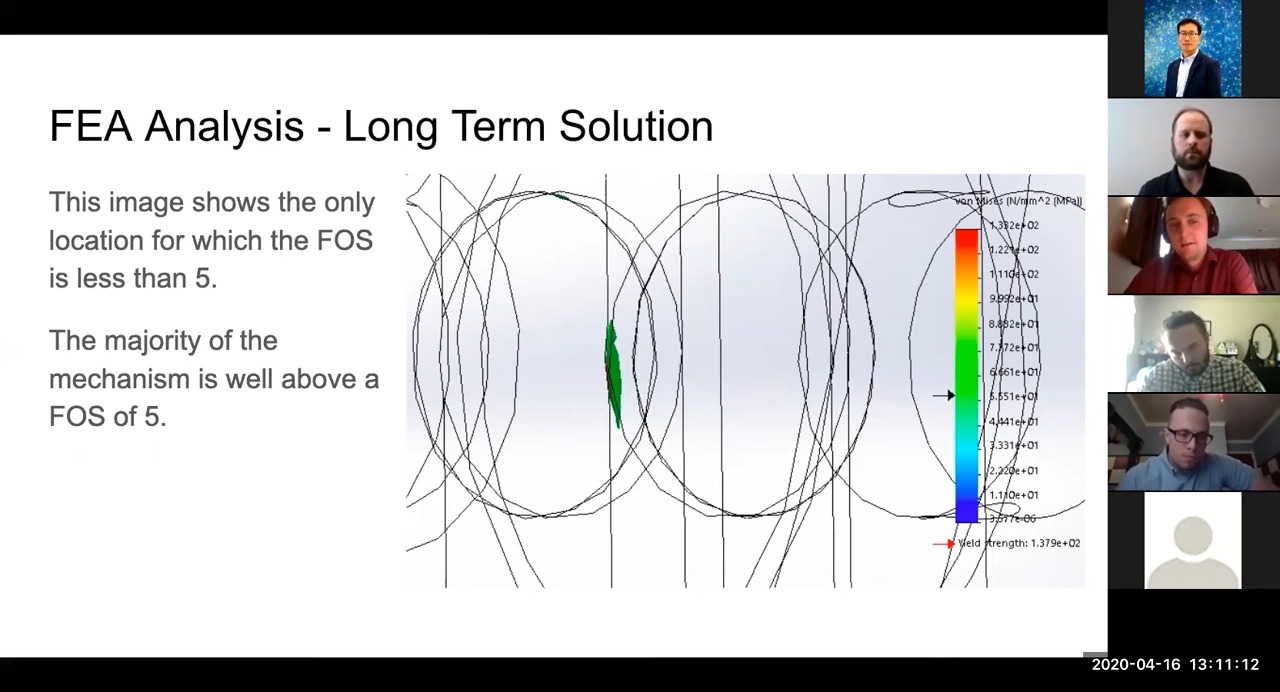 FEA Analysis - Long Term Solution
This image shows the only
location for which the FOS
is less than 5.
The majority of the
mechanism is well above a
FOS of 5.
von Mises (N/mm^2 (MPa))
1.332e+02
1.221e+02
1.110e+02
9.992e+01
8.882e+01
7.772e+01
6.661e+01
5.551e+01
4.441e+01
3.331e+01
2.220e+01
1.110e+01
3.577e-06
Yield strength: 1.379e+02
2020-04-16 13:11:12